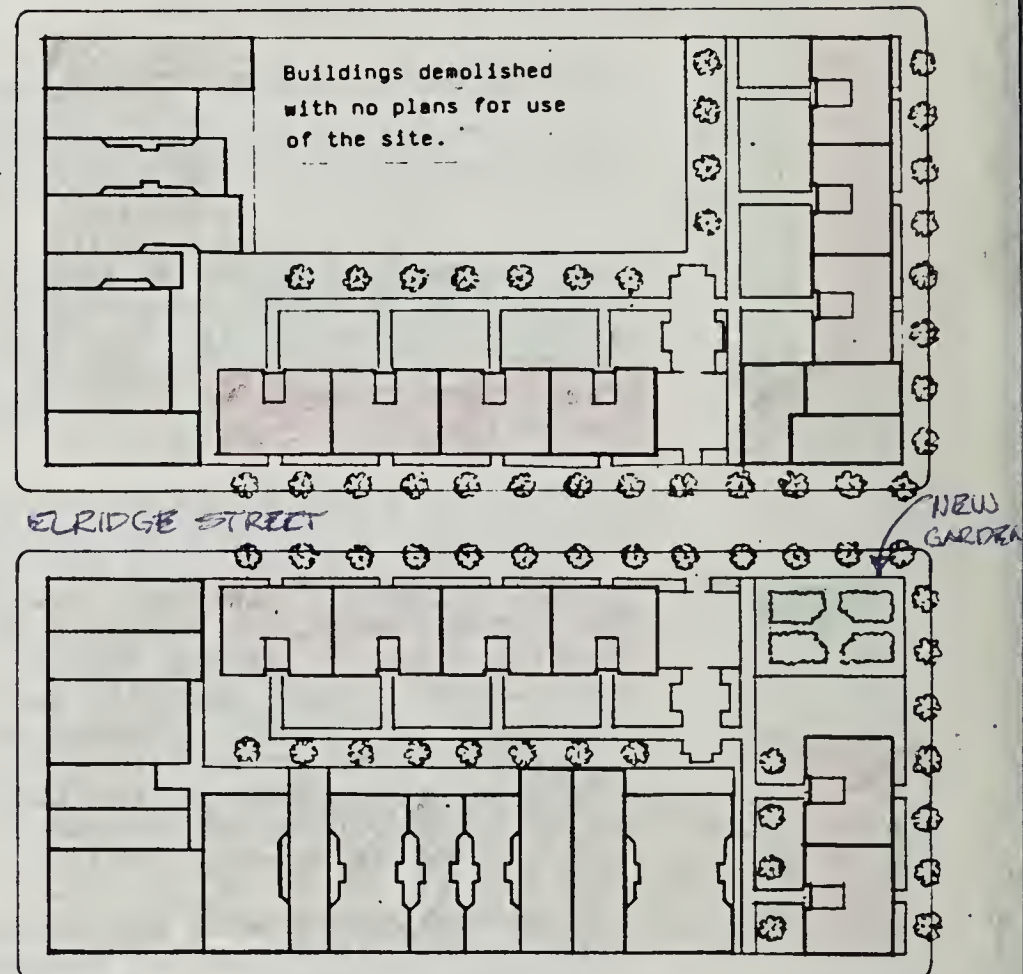 Buildings demolished
with no plans for use
of the site.
ELRIDGE STREET
NEW
GARDEN